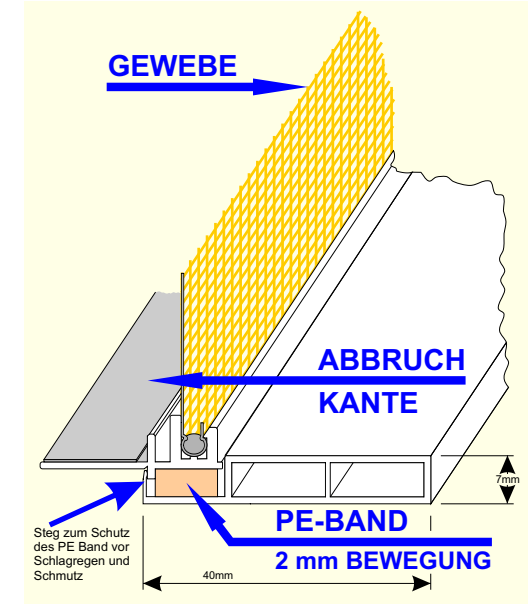 GEWEBE
ABBRUCH
KANTE
7mm
PE-BAND
2 mm BEWEGUNG
Steg zum Schutz
des PE Band vor
Schlagregen und
Schmutz
40mm